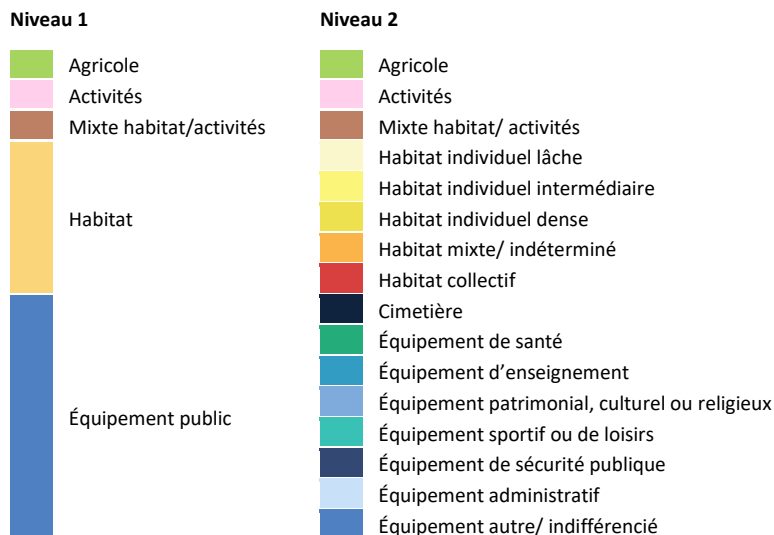 Niveau 1
Agricole
Activités
Mixte habitat/activités
Habitat
Équipement public
Niveau 2
Agricole
Activités
Mixte habitat/ activités
Habitat individuel lâche
Habitat individuel intermédiaire
Habitat individuel dense
Habitat mixte/ indéterminé
Habitat collectif
Cimetière
Équipement de santé
Équipement d’enseignement
Équipement patrimonial, culturel ou religieux
Équipement sportif ou de loisirs
Équipement de sécurité publique
Équipement administratif
Équipement autre/ indifférencié